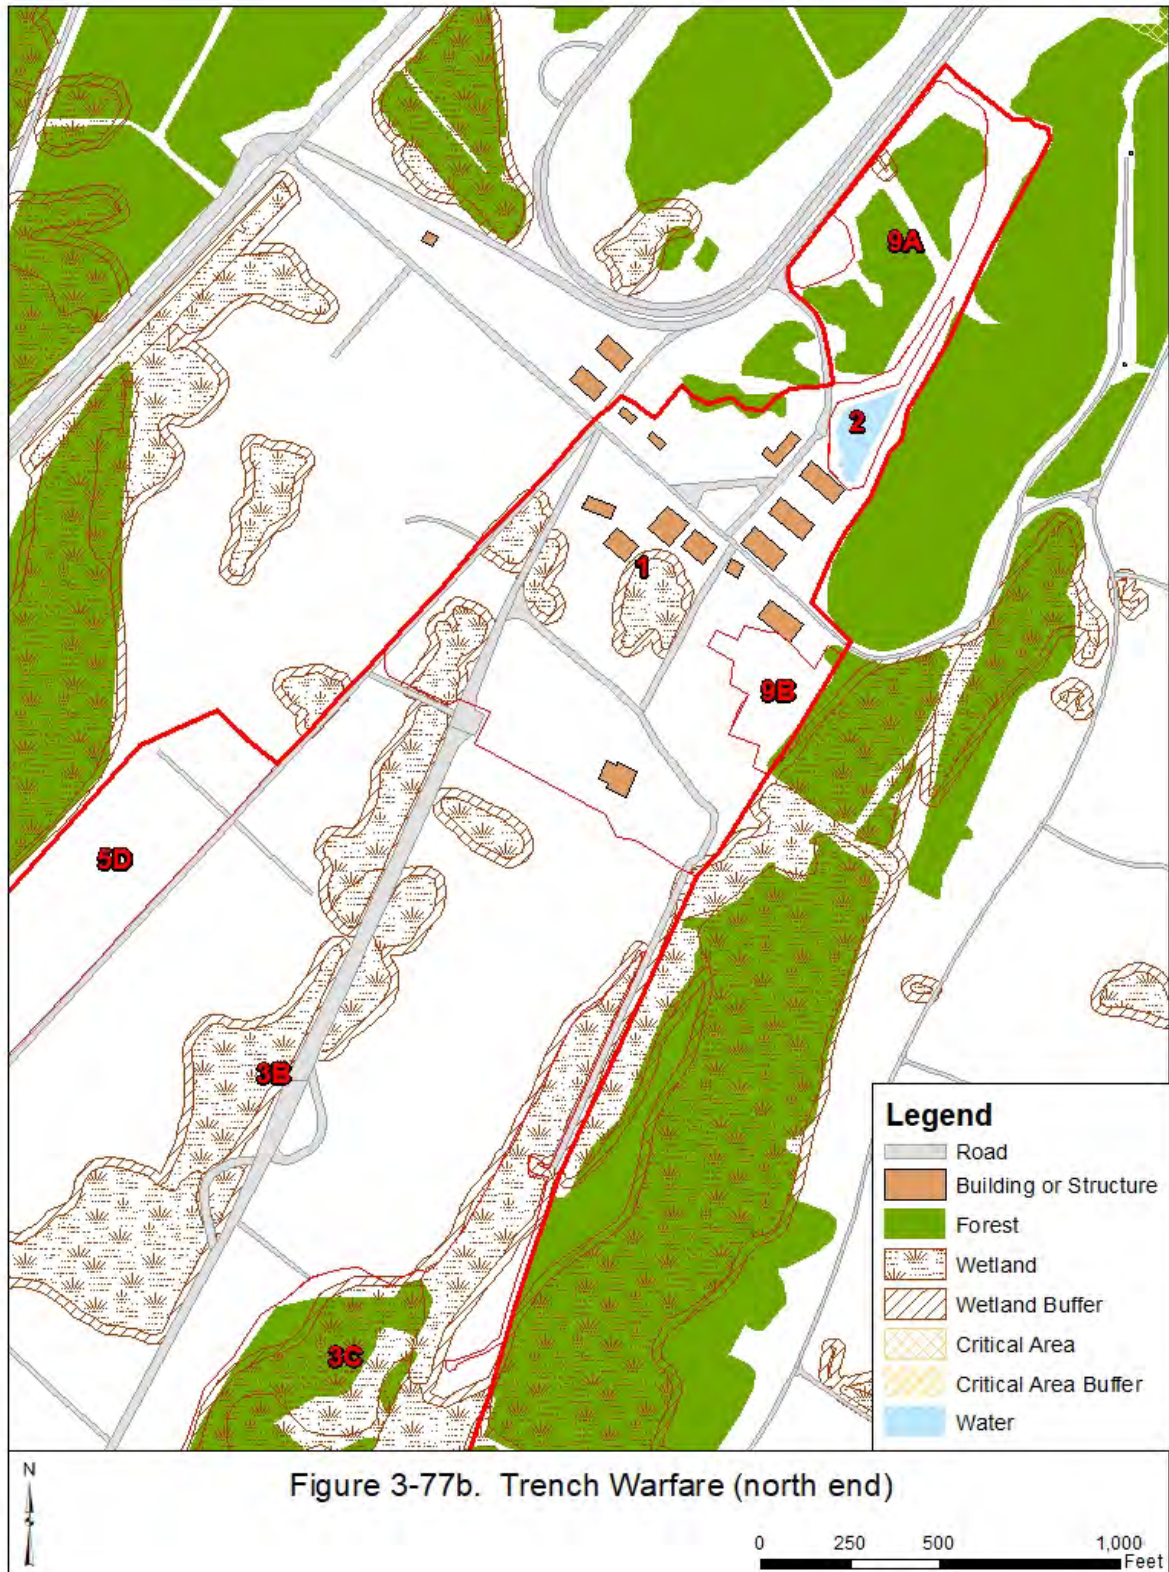 9A
2
1
9B
5D
3B
3C
Legend
Road
Building or Structure
Forest
Wetland
Wetland Buffer
Critical Area
Critical Area Buffer
Water
N
Figure 3-77b. Trench Warfare (north end)
0 250 500 1,000
Feet